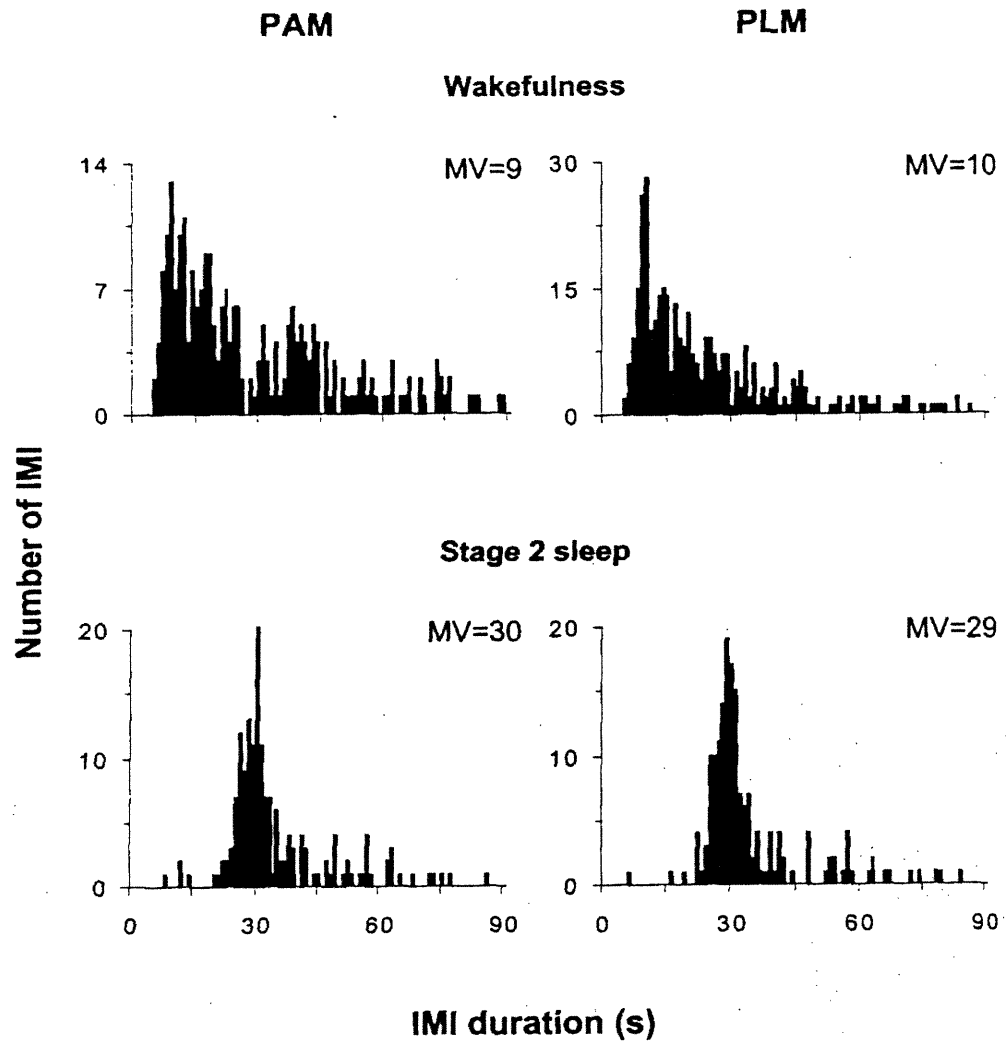 PAM PLM
Wakefulness
14 MV=9 30 MV=10
7 15
0 0
Number of IMI
Stage 2 sleep
20 MV=30 20 MV=29
10 10
0 0
0 30 60 90 0 30 60 90
IMI duration (s)